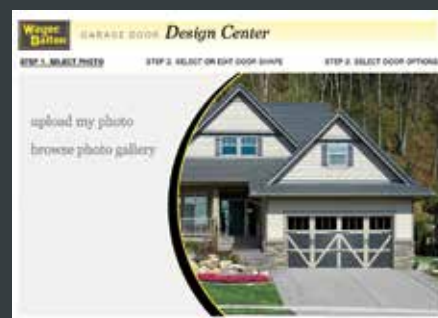 Wayne
Dalton
GARAGE DOOR Design Center
STEP 1. SELECT PHOTO
STEP 2. SELECT OR EDIT DOOR SHAPE
STEP 3. SELECT DOOR OPTIONS
upload my photo
browse photo gallery